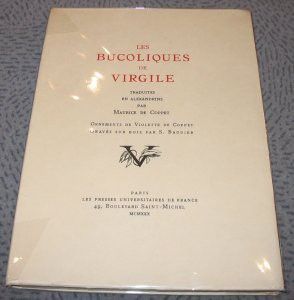 LES
BUCOLIQUES
DE
VIRGILE
TRADUITES
EN ALEXANDRINS
PAR
MAURICE DE COPPET
ORNEMENTS DE VIOLETTE DE COPPET
GRAVÉS SUR BOIS PAR S. BAUDIER
V
PARIS
LES PRESSES UNIVERSITAIRES DE FRANCE
49, BOULEVARD SAINT-MICHEL
MCMXXX